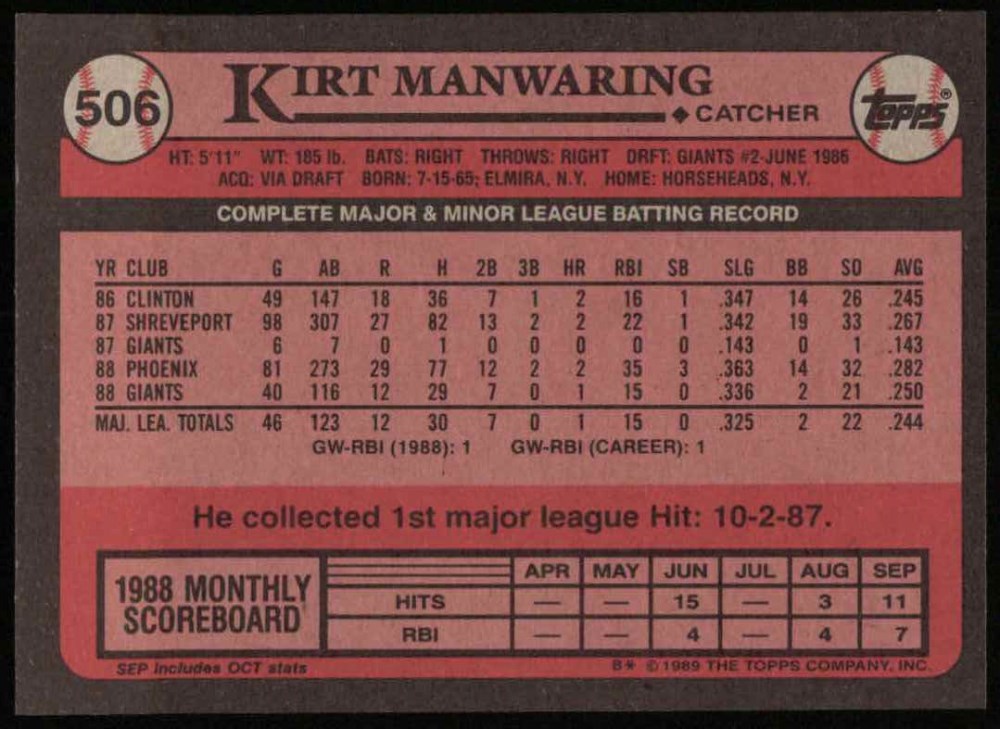 506
KIRT MANWARING
◆ CATCHER
Topps®
HT: 5'11" WT: 185 lb. BATS: RIGHT THROWS: RIGHT DRFT: GIANTS #2-JUNE 1986
ACQ: VIA DRAFT BORN: 7-15-65; ELMIRA, N.Y. HOME: HORSEHEADS, N.Y.
COMPLETE MAJOR & MINOR LEAGUE BATTING RECORD
YR CLUB G AB R H 2B 3B HR RBI SB SLG BB SO AVG
86 CLINTON 49 147 18 36 7 1 2 16 1 .347 14 26 .245
87 SHREVEPORT 98 307 27 82 13 2 2 22 1 .342 19 33 .267
87 GIANTS 6 7 0 1 0 0 0 0 0 .143 0 1 .143
88 PHOENIX 81 273 29 77 12 2 2 35 3 .363 14 32 .282
88 GIANTS 40 116 12 29 7 0 1 15 0 .336 2 21 .250
MAJ. LEA. TOTALS 46 123 12 30 7 0 1 15 0 .325 2 22 .244
GW-RBI (1988): 1 GW-RBI (CAREER): 1
He collected 1st major league Hit: 10-2-87.
1988 MONTHLY
SCOREBOARD
APR MAY JUN JUL AUG SEP
HITS — — 15 — 3 11
RBI — — 4 — 4 7
SEP Includes OCT stats
B* © 1989 THE TOPPS COMPANY, INC.